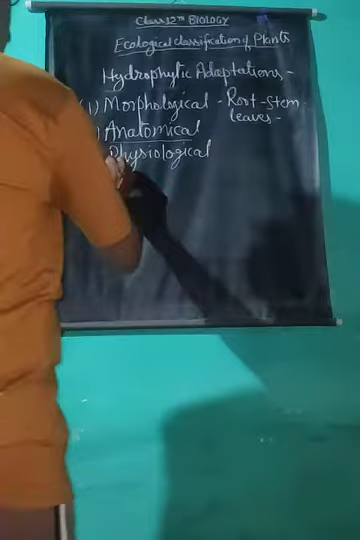 Class 12th BIOLOGY
Ecological classification of Plants
Hydrophytic Adaptations -
(1) Morphological - Root - Stem
leaves -
) Anatomical
Physiological